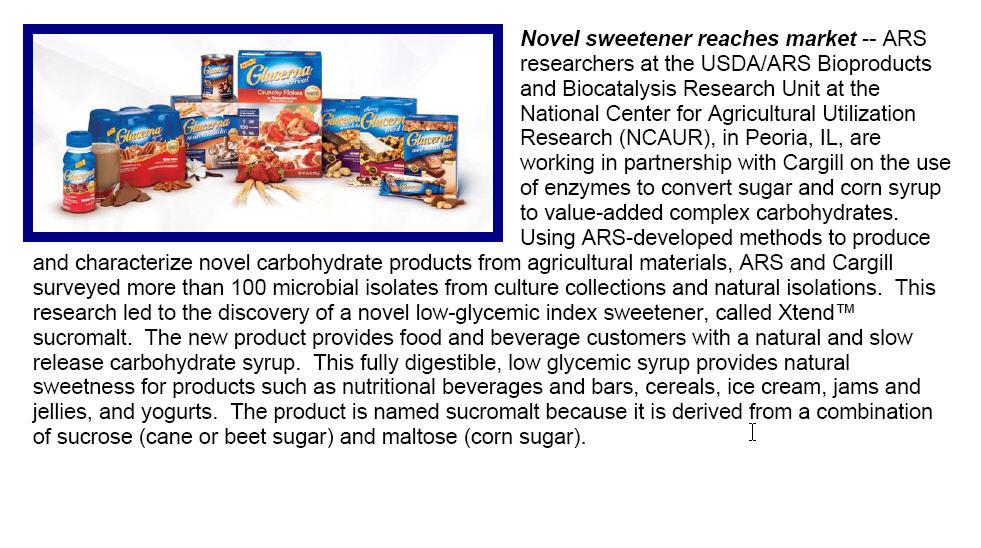 Glucerna
Glucerna
cereal
Crunchy Flakes
Glucerna
Glucerna
Glucerna
Glucerna
Glucerna
Glucerna
Novel sweetener reaches market -- ARS
researchers at the USDA/ARS Bioproducts
and Biocatalysis Research Unit at the
National Center for Agricultural Utilization
Research (NCAUR), in Peoria, IL, are
working in partnership with Cargill on the use
of enzymes to convert sugar and corn syrup
to value-added complex carbohydrates.
Using ARS-developed methods to produce
and characterize novel carbohydrate products from agricultural materials, ARS and Cargill
surveyed more than 100 microbial isolates from culture collections and natural isolations.  This
research led to the discovery of a novel low-glycemic index sweetener, called Xtend™
sucromalt.  The new product provides food and beverage customers with a natural and slow
release carbohydrate syrup.  This fully digestible, low glycemic syrup provides natural
sweetness for products such as nutritional beverages and bars, cereals, ice cream, jams and
jellies, and yogurts.  The product is named sucromalt because it is derived from a combination
of sucrose (cane or beet sugar) and maltose (corn sugar).